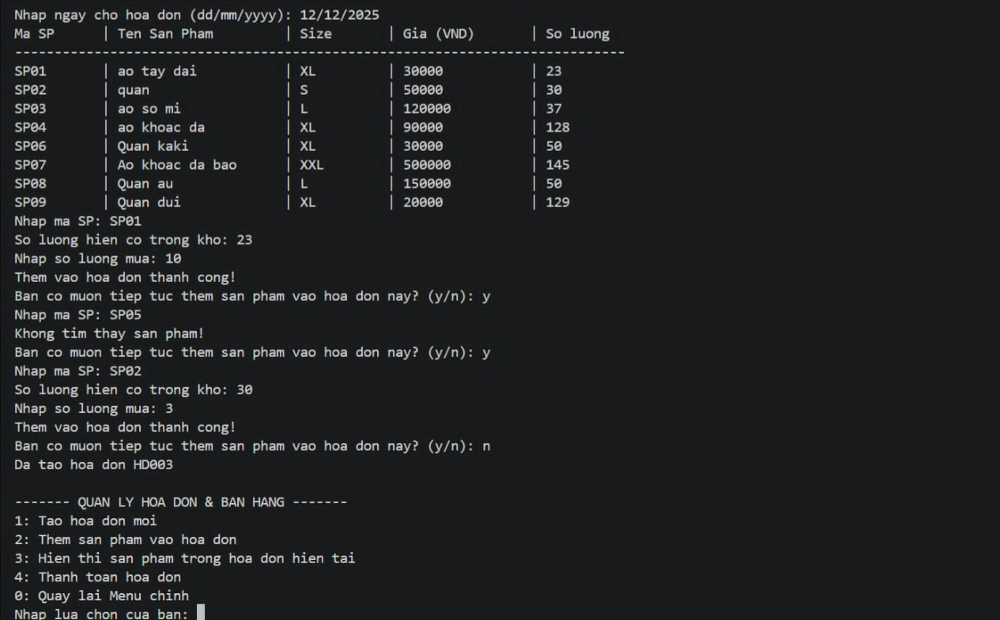 Nhap ngay cho hoa don (dd/mm/yyyy): 12/12/2025
Ma SP | Ten San Pham | Size | Gia (VND) | So luong
-----------------------------------------------------------------------------
SP01 | ao tay dai | XL | 30000 | 23
SP02 | quan | S | 50000 | 30
SP03 | ao so mi | L | 120000 | 37
SP04 | ao khoac da | XL | 90000 | 128
SP06 | Quan kaki | XL | 30000 | 50
SP07 | Ao khoac da bao | XXL | 500000 | 145
SP08 | Quan au | L | 150000 | 50
SP09 | Quan dui | XL | 20000 | 129
Nhap ma SP: SP01
So luong hien co trong kho: 23
Nhap so luong mua: 10
Them vao hoa don thanh cong!
Ban co muon tiep tuc them san pham vao hoa don nay? (y/n): y
Nhap ma SP: SP05
Khong tim thay san pham!
Ban co muon tiep tuc them san pham vao hoa don nay? (y/n): y
Nhap ma SP: SP02
So luong hien co trong kho: 30
Nhap so luong mua: 3
Them vao hoa don thanh cong!
Ban co muon tiep tuc them san pham vao hoa don nay? (y/n): n
Da tao hoa don HD003
------- QUAN LY HOA DON & BAN HANG -------
1: Tao hoa don moi
2: Them san pham vao hoa don
3: Hien thi san pham trong hoa don hien tai
4: Thanh toan hoa don
0: Quay lai Menu chinh
Nhap lua chon cua ban: